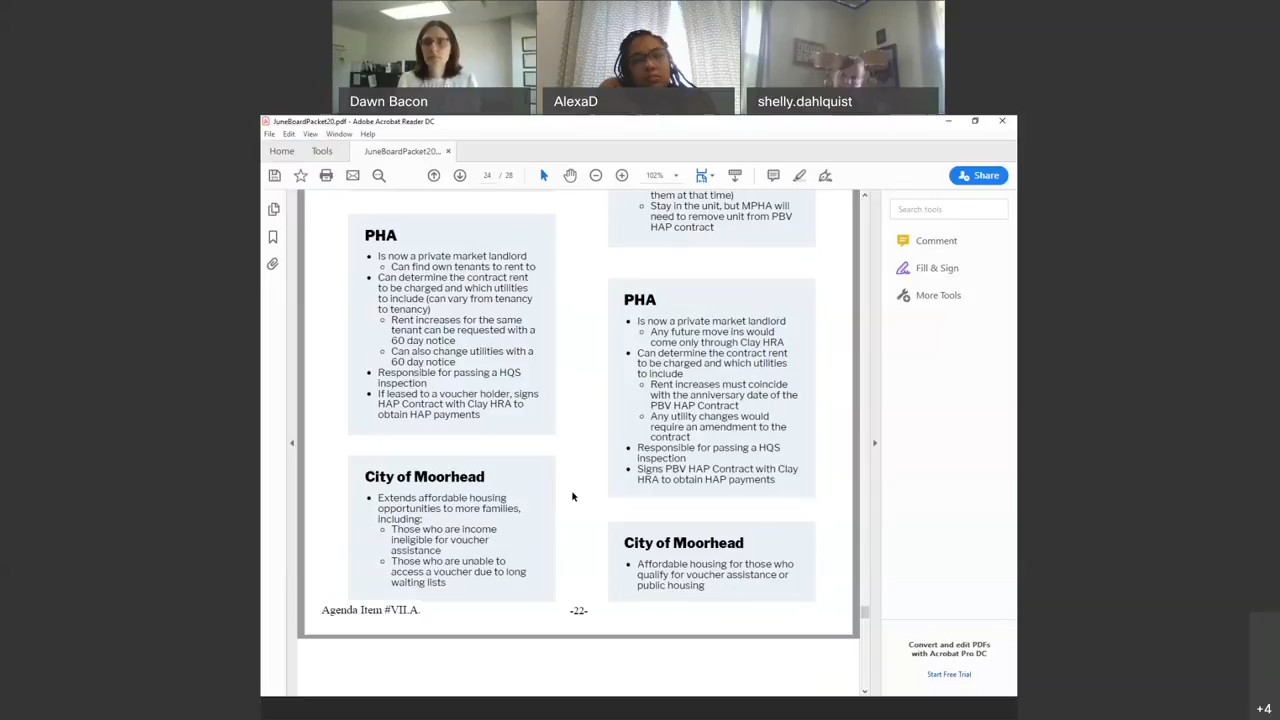 Dawn Bacon
AlexaD
shelly.dahlquist
JuneBoardPacket20.pdf - Adobe Acrobat Reader DC
File Edit View Window Help
Home Tools JuneBoardPacket20... ×
24 / 28 102% Share
them at that time)
Stay in the unit, but MPHA will
need to remove unit from PBV
HAP contract
PHA
Is now a private market landlord
Can find own tenants to rent to
Can determine the contract rent
to be charged and which utilities
to include (can vary from tenancy
to tenancy)
Rent increases for the same
tenant can be requested with a
60 day notice
Can also change utilities with a
60 day notice
Responsible for passing a HQS
inspection
If leased to a voucher holder, signs
HAP Contract with Clay HRA to
obtain HAP payments
PHA
Is now a private market landlord
Any future move ins would
come only through Clay HRA
Can determine the contract rent
to be charged and which utilities
to include
Rent increases must coincide
with the anniversary date of the
PBV HAP Contract
Any utility changes would
require an amendment to the
contract
Responsible for passing a HQS
inspection
Signs PBV HAP Contract with Clay
HRA to obtain HAP payments
City of Moorhead
Extends affordable housing
opportunities to more families,
including:
Those who are income
ineligible for voucher
assistance
Those who are unable to
access a voucher due to long
waiting lists
City of Moorhead
Affordable housing for those who
qualify for voucher assistance or
public housing
Agenda Item #VII.A.
-22-
Search tools
Comment
Fill & Sign
More Tools
Convert and edit PDFs
with Acrobat Pro DC
Start Free Trial
+4